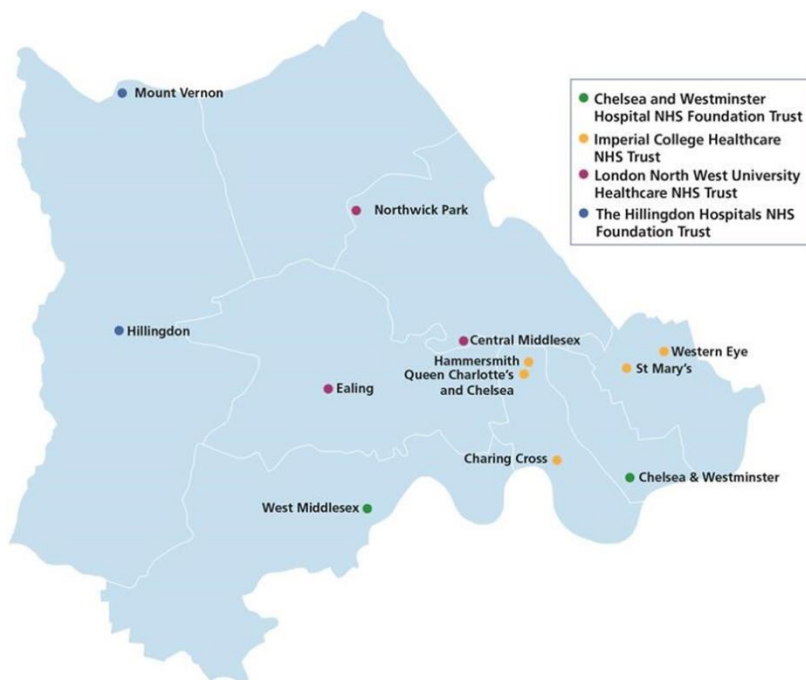 Mount Vernon
Chelsea and Westminster
Hospital NHS Foundation Trust
Imperial College Healthcare
NHS Trust
London North West University
Healthcare NHS Trust
The Hillingdon Hospitals NHS
Foundation Trust
Northwick Park
Hillingdon
Central Middlesex
Hammersmith
Queen Charlotte's
and Chelsea
Western Eye
St Mary's
Ealing
Charing Cross
Chelsea & Westminster
West Middlesex